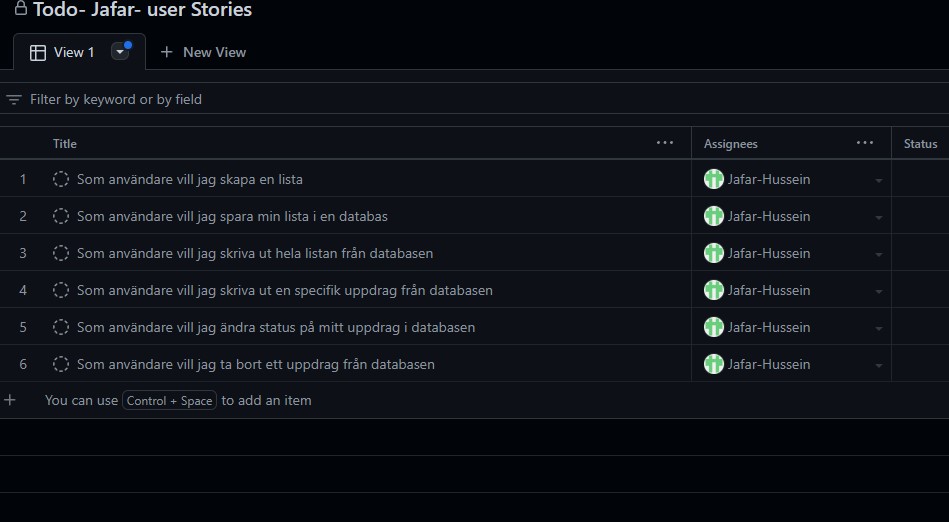 Todo- Jafar- user Stories
View 1 New View
Filter by keyword or by field
Title ... Assignees ... Status
1 Som användare vill jag skapa en lista Jafar-Hussein
2 Som användare vill jag spara min lista i en databas Jafar-Hussein
3 Som användare vill jag skriva ut hela listan från databasen Jafar-Hussein
4 Som användare vill jag skriva ut en specifik uppdrag från databasen Jafar-Hussein
5 Som användare vill jag ändra status på mitt uppdrag i databasen Jafar-Hussein
6 Som användare vill jag ta bort ett uppdrag från databasen Jafar-Hussein
+ You can use Control + Space to add an item